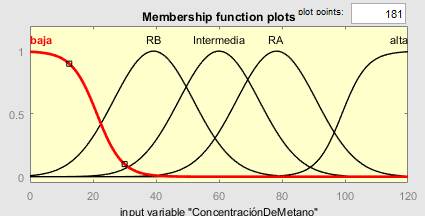 Membership function plots
plot points:
181
baja
RB
Intermedia
RA
alta
1
0.5
0
0
20
40
60
80
100
120
input variable "ConcentraciónDeMetano"